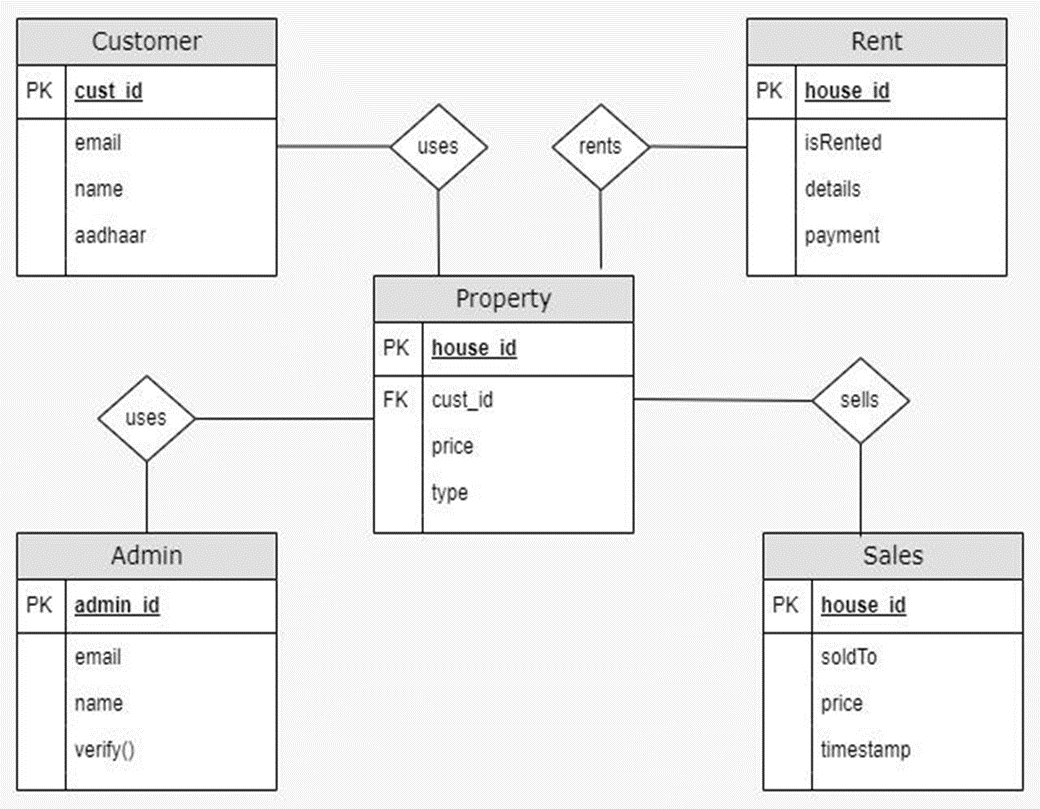 Customer
PK cust_id
email
name
aadhaar
uses
rents
Rent
PK house_id
isRented
details
payment
Property
PK house_id
FK cust_id
price
type
uses
sells
Admin
PK admin_id
email
name
verify()
Sales
PK house_id
soldTo
price
timestamp